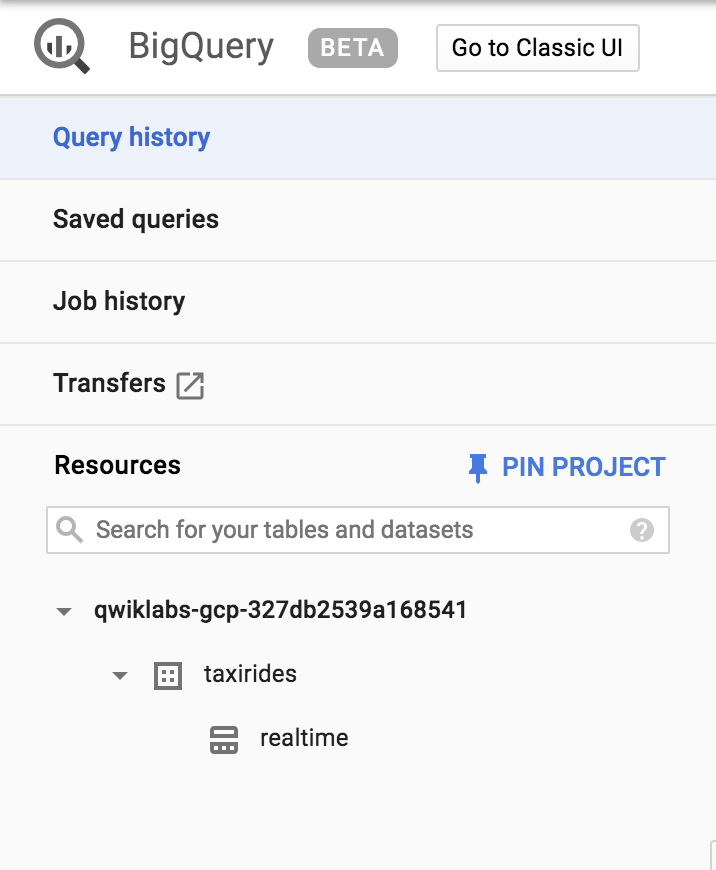 BigQuery BETA Go to Classic UI
Query history
Saved queries
Job history
Transfers
Resources PIN PROJECT
Search for your tables and datasets ?
qwiklabs-gcp-327db2539a168541
taxirides
realtime